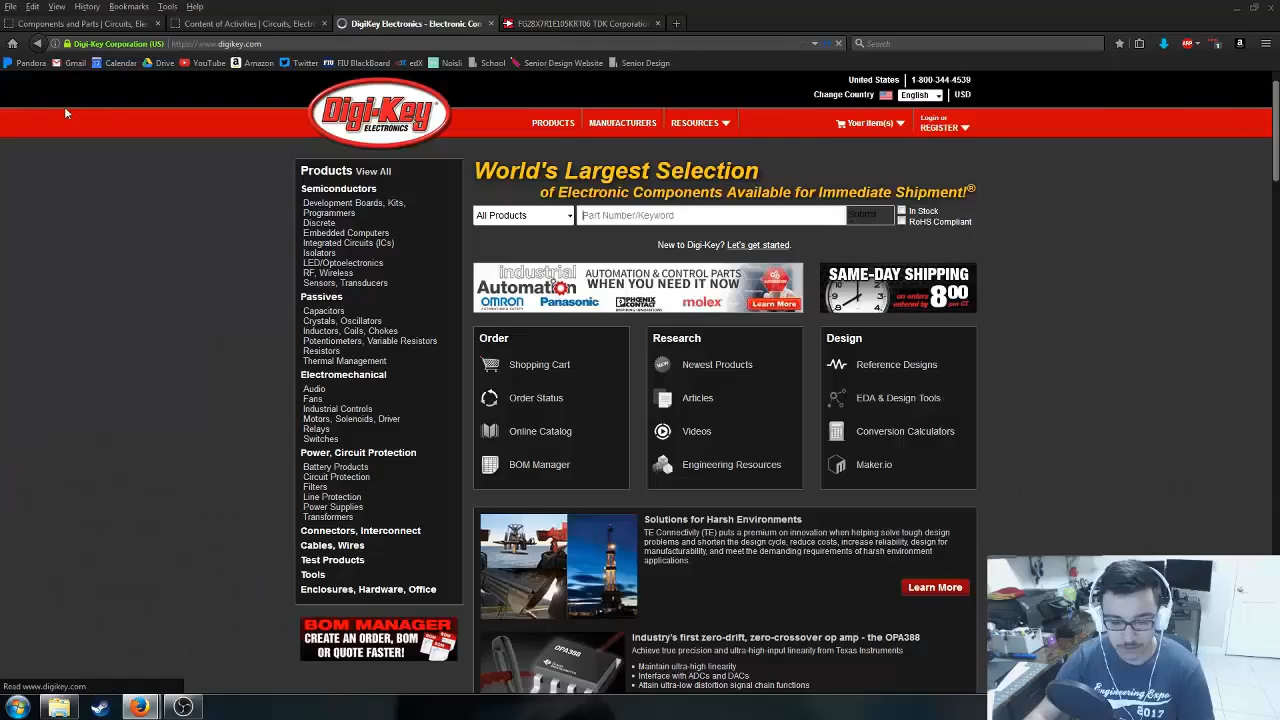 File Edit View History Bookmarks Tools Help
Components and Parts | Circuits, Elec
Content of Activities | Circuits, Electr
DigiKey Electronics - Electronic Con
FG28X7R1E105KRT06 TDK Corporation
Digi-Key Corporation (US) https://www.digikey.com
Search
Pandora Gmail Calendar Drive YouTube Amazon Twitter FIU BlackBoard edX Noisli School Senior Design Website Senior Design
United States 1-800-344-4539
Change Country English USD
Digi-Key
ELECTRONICS
PRODUCTS MANUFACTURERS RESOURCES
Your Item(s)
Login or
REGISTER
Products View All
Semiconductors
Development Boards, Kits,
Programmers
Discrete
Embedded Computers
Integrated Circuits (ICs)
Isolators
LED/Optoelectronics
RF, Wireless
Sensors, Transducers
Passives
Capacitors
Crystals, Oscillators
Inductors, Coils, Chokes
Potentiometers, Variable Resistors
Resistors
Thermal Management
Electromechanical
Audio
Fans
Industrial Controls
Motors, Solenoids, Driver
Relays
Switches
Power, Circuit Protection
Battery Products
Circuit Protection
Filters
Line Protection
Power Supplies
Transformers
Connectors, Interconnect
Cables, Wires
Test Products
Tools
Enclosures, Hardware, Office
BOM MANAGER
CREATE AN ORDER, BOM
OR QUOTE FASTER!
World's Largest Selection
of Electronic Components Available for Immediate Shipment!®
All Products
Part Number/Keyword
Submi
In Stock
RoHS Compliant
New to Digi-Key? Let's get started.
industrial
Automation
AUTOMATION & CONTROL PARTS
WHEN YOU NEED IT NOW
OMRON Panasonic PHOENIX CONTACT molex Learn More
SAME-DAY SHIPPING
on orders
entered by 8:00
pm CT
Order
Shopping Cart
Order Status
Online Catalog
BOM Manager
Research
Newest Products
Articles
Videos
Engineering Resources
Design
Reference Designs
EDA & Design Tools
Conversion Calculators
Maker.io
Solutions for Harsh Environments
TE Connectivity (TE) puts a premium on innovation when helping solve tough design
problems and shorten the design cycle, reduce costs, increase reliability, design for
manufacturability, and meet the demanding requirements of harsh environment
applications.
Learn More
Industry's first zero-drift, zero-crossover op amp - the OPA388
Achieve true precision and ultra-high-input linearity from Texas Instruments
Maintain ultra-high linearity
Interface with ADCs and DACs
Attain ultra-low distortion signal chain functions
OPA388
Read www.digikey.com
Engineering Expo
2017